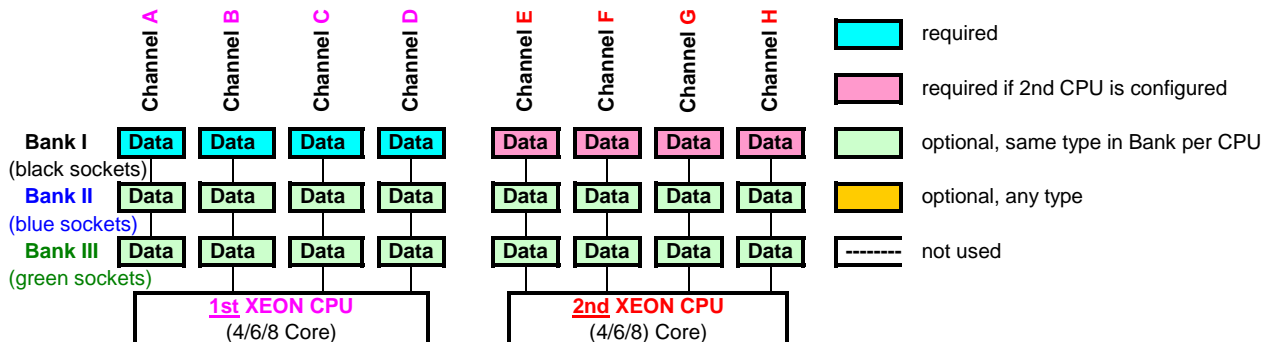 Channel A
Channel B
Channel C
Channel D
Channel E
Channel F
Channel G
Channel H
required
required if 2nd CPU is configured
optional, same type in Bank per CPU
optional, any type
---------- not used
Bank I Data Data Data Data Data Data Data Data
(black sockets)
Bank II Data Data Data Data Data Data Data Data
(blue sockets)
Bank III Data Data Data Data Data Data Data Data
(green sockets)
1st XEON CPU
(4/6/8 Core)
2nd XEON CPU
(4/6/8) Core)